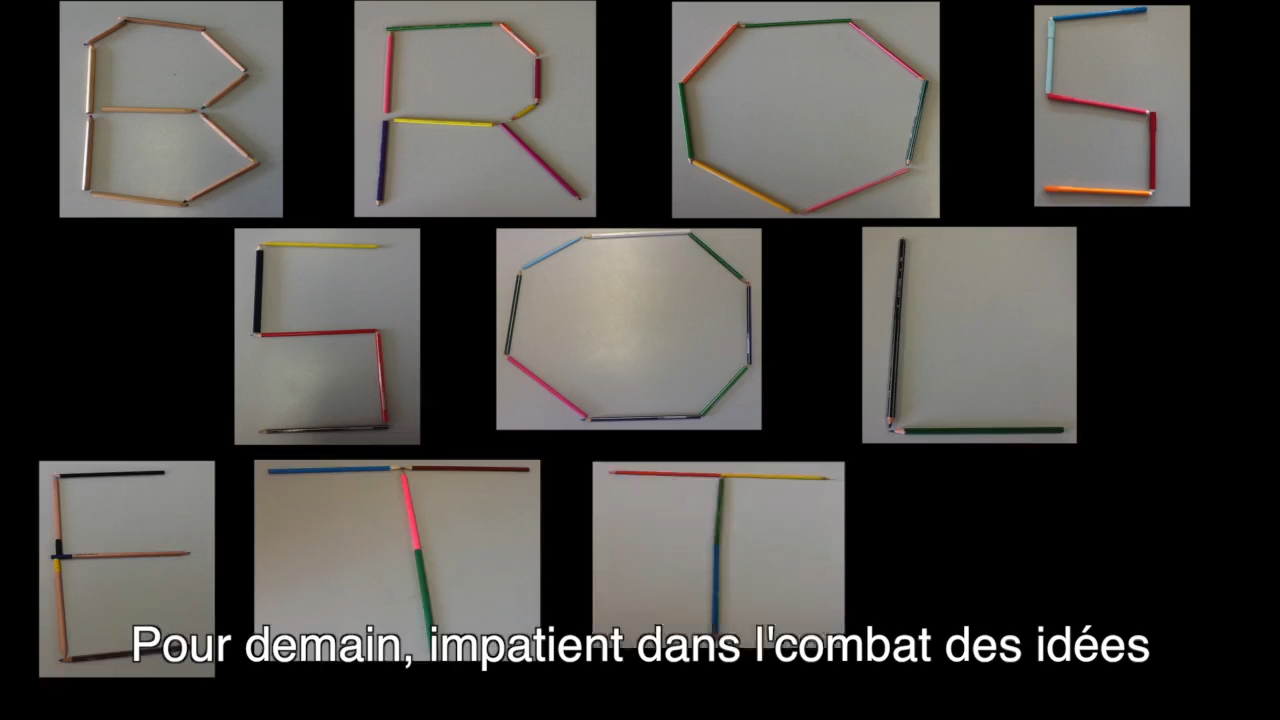 BROS
SOL
ETT
Pour demain, impatient dans l'combat des idées